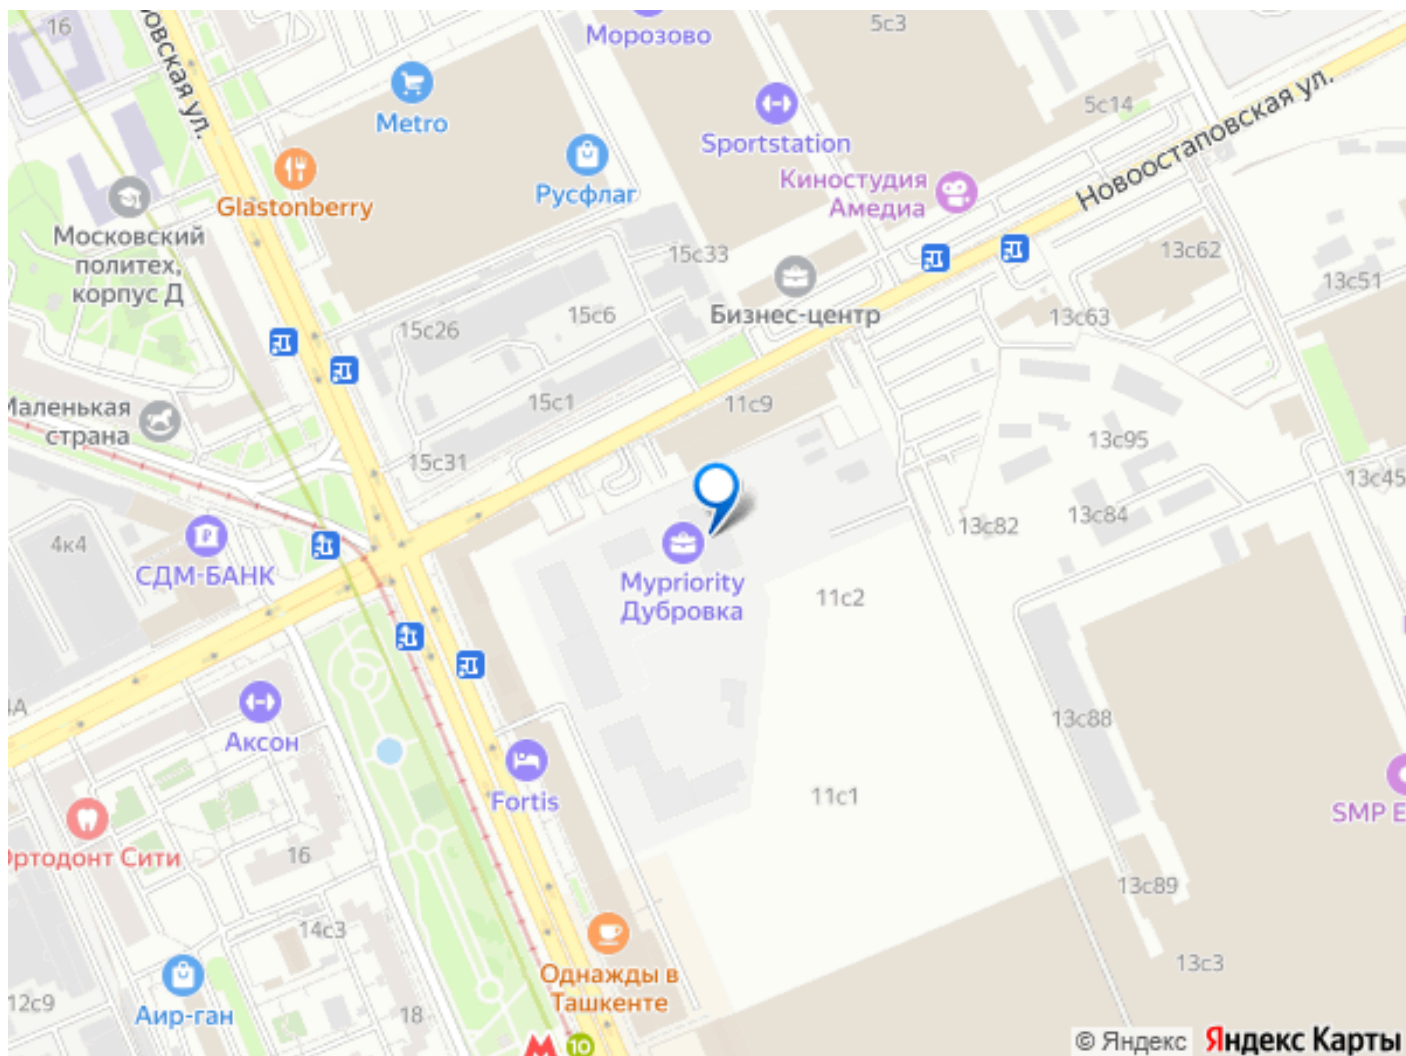 16
овская ул.
Metro
Glastonberry
Московский
политех,
корпус Д
Морозово
5с3
Sportstation
5с14
Русфлаг
Киностудия
Амедиа
Новоостаповская ул.
15с33
13с62
13с51
Бизнес-центр
15с6
15с26
13с63
Маленькая
страна
15с1
11с9
15с31
13с95
13с45
13с84
13с82
4к4
СДМ-БАНК
Mypriority
Дубровка
11с2
4А
Аксон
13с88
Fortis
11с1
SMP E
Ортодонт Сити
16
13с89
14с3
Однажды в
Ташкенте
13с3
12с9
Аир-ган
18
М
10
© Яндекс
Яндекс Карты